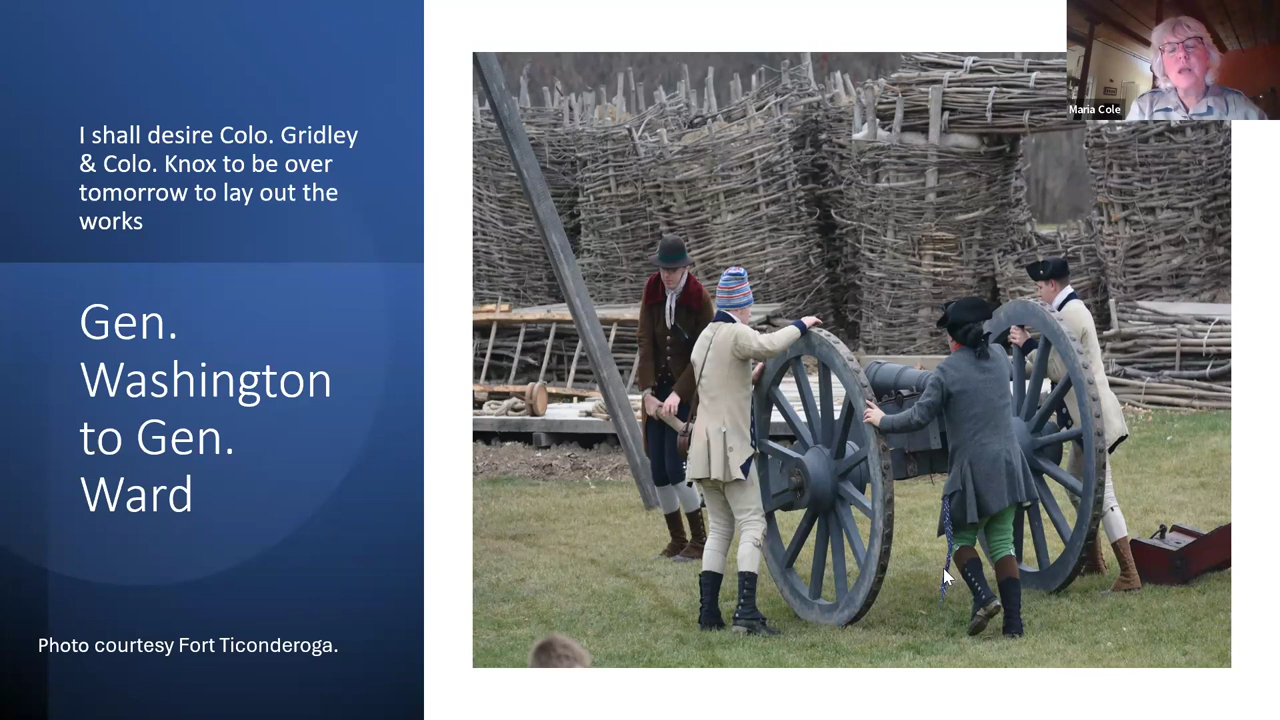 I shall desire Colo. Gridley
& Colo. Knox to be over
tomorrow to lay out the
works
Gen.
Washington
to Gen.
Ward
Photo courtesy Fort Ticonderoga.
Maria Cole